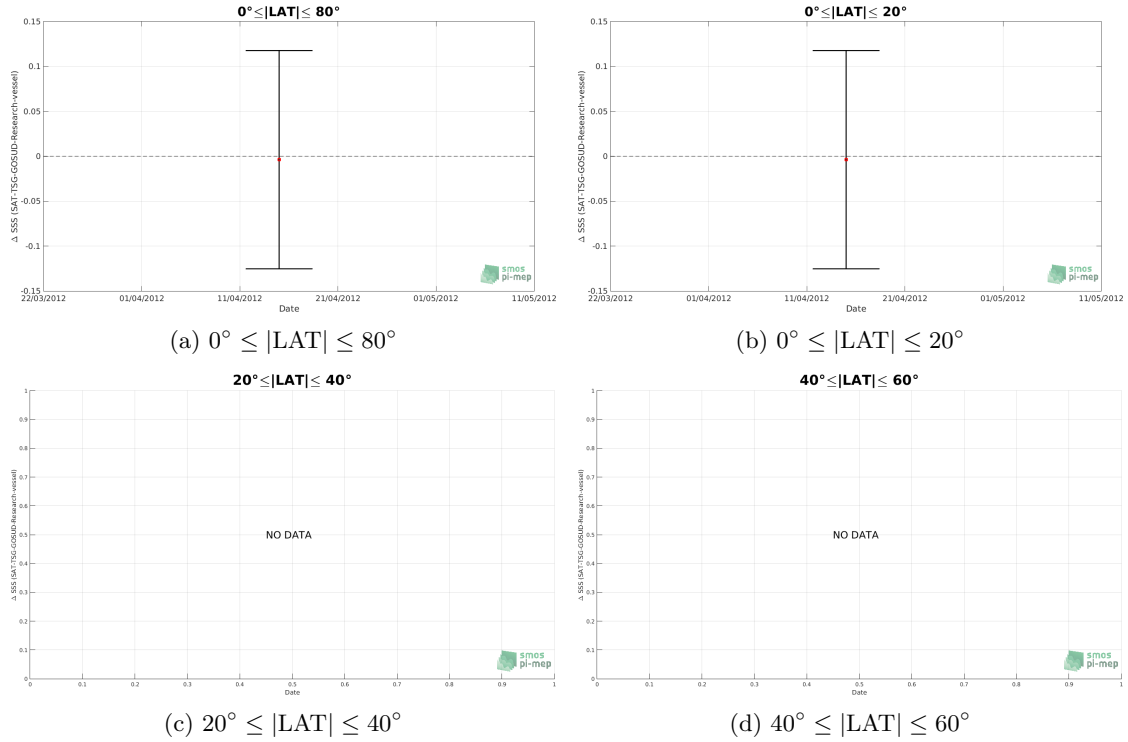 0°≤|LAT|≤ 80°
Δ SSS (SAT-TSG-GOSUD-Research-vessel)
0.15
0.1
0.05
0
-0.05
-0.1
-0.15
22/03/2012 01/04/2012 11/04/2012 21/04/2012 01/05/2012 11/05/2012
Date
smos
pi-mep
(a) 0° ≤ |LAT| ≤ 80°
0°≤|LAT|≤ 20°
Δ SSS (SAT-TSG-GOSUD-Research-vessel)
0.15
0.1
0.05
0
-0.05
-0.1
-0.15
22/03/2012 01/04/2012 11/04/2012 21/04/2012 01/05/2012 11/05/2012
Date
smos
pi-mep
(b) 0° ≤ |LAT| ≤ 20°
20°≤|LAT|≤ 40°
Δ SSS (SAT-TSG-GOSUD-Research-vessel)
1
0.9
0.8
0.7
0.6
0.5
0.4
0.3
0.2
0.1
0
NO DATA
0 0.1 0.2 0.3 0.4 0.5 0.6 0.7 0.8 0.9 1
Date
smos
pi-mep
(c) 20° ≤ |LAT| ≤ 40°
40°≤|LAT|≤ 60°
Δ SSS (SAT-TSG-GOSUD-Research-vessel)
1
0.9
0.8
0.7
0.6
0.5
0.4
0.3
0.2
0.1
0
NO DATA
0 0.1 0.2 0.3 0.4 0.5 0.6 0.7 0.8 0.9 1
Date
smos
pi-mep
(d) 40° ≤ |LAT| ≤ 60°